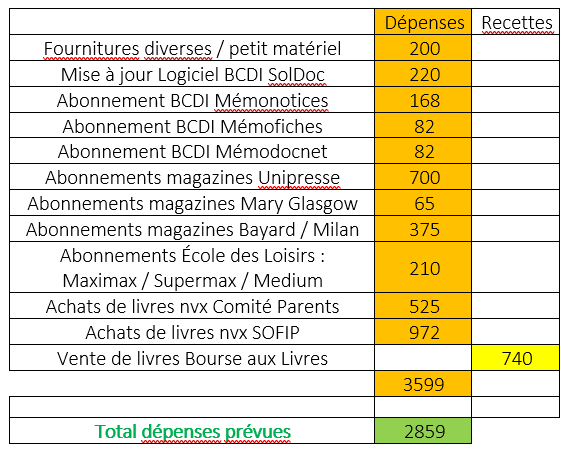 Dépenses Recettes
Fournitures diverses / petit matériel 200
Mise à jour Logiciel BCDI SolDoc 220
Abonnement BCDI Mémonotices 168
Abonnement BCDI Mémofiches 82
Abonnement BCDI Mémodocnet 82
Abonnements magazines Unipresse 700
Abonnements magazines Mary Glasgow 65
Abonnements magazines Bayard / Milan 375
Abonnements École des Loisirs :
Maximax / Supermax / Medium 210
Achats de livres nvx Comité Parents 525
Achats de livres nvx SOFIP 972
Vente de livres Bourse aux Livres 740
3599
Total dépenses prévues 2859